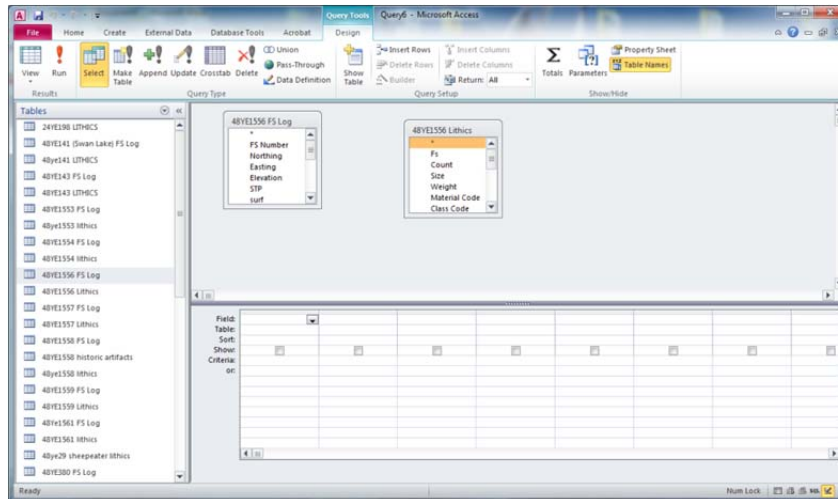 Query Tools Query6 - Microsoft Access
File Home Create External Data Database Tools Acrobat Design
View Run Select Make Table Append Update Crosstab Delete Union Pass-Through Data Definition Show Table Insert Rows Delete Rows Builder Insert Columns Delete Columns Return: All Totals Parameters Property Sheet Table Names
Results Query Type Query Setup Show/Hide
Tables
24YE198 LITHICS
48YE141 (Swan Lake) FS Log
48ye141 LITHICS
48YE143 FS Log
48YE143 LITHICS
48YE1553 FS Log
48ye1553 lithics
48YE1554 FS Log
48YE1554 lithics
48YE1556 FS Log
48YE1556 Lithics
48YE1557 FS Log
48YE1557 Lithics
48YE1558 FS Log
48YE1558 historic artifacts
48ye1558 lithics
48YE1559 FS Log
48YE1559 Lithics
48Ye1561 FS Log
48YE1561 lithics
48ye29 sheepeater lithics
48YE380 FS Log
48YE1556 FS Log
*
FS Number
Northing
Easting
Elevation
STP
surf
48YE1556 Lithics
*
Fs
Count
Size
Weight
Material Code
Class Code
Field:
Table:
Sort:
Show:
Criteria:
or:
Ready Num Lock